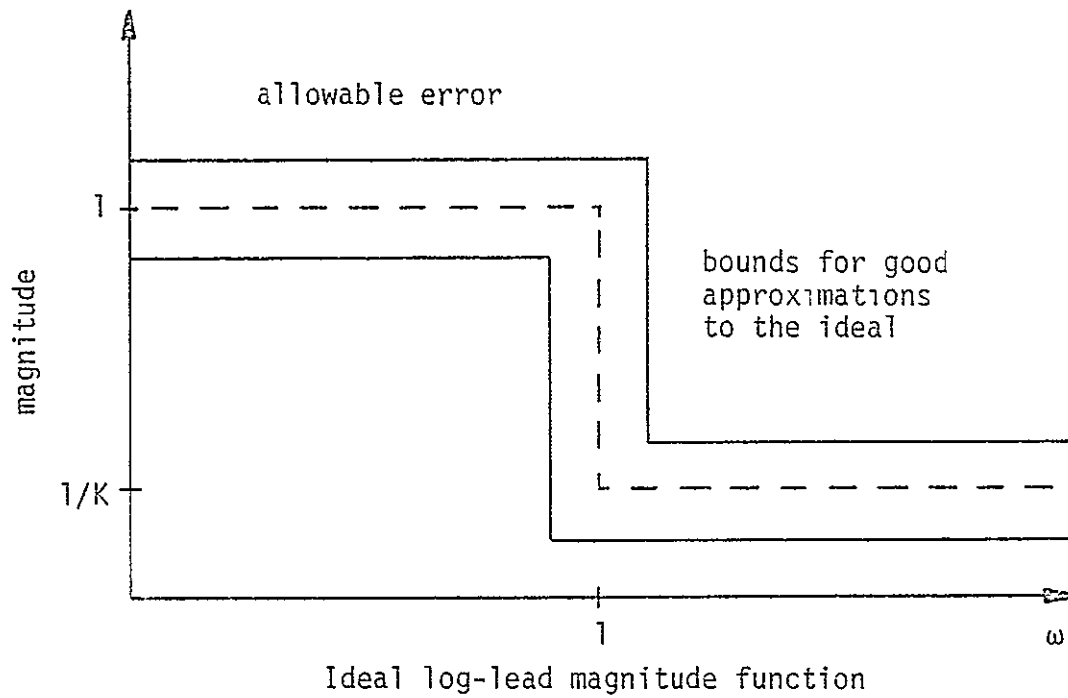 allowable error
1
bounds for good
approximations
to the ideal
magnitude
1/K
1
ω
Ideal log-lead magnitude function